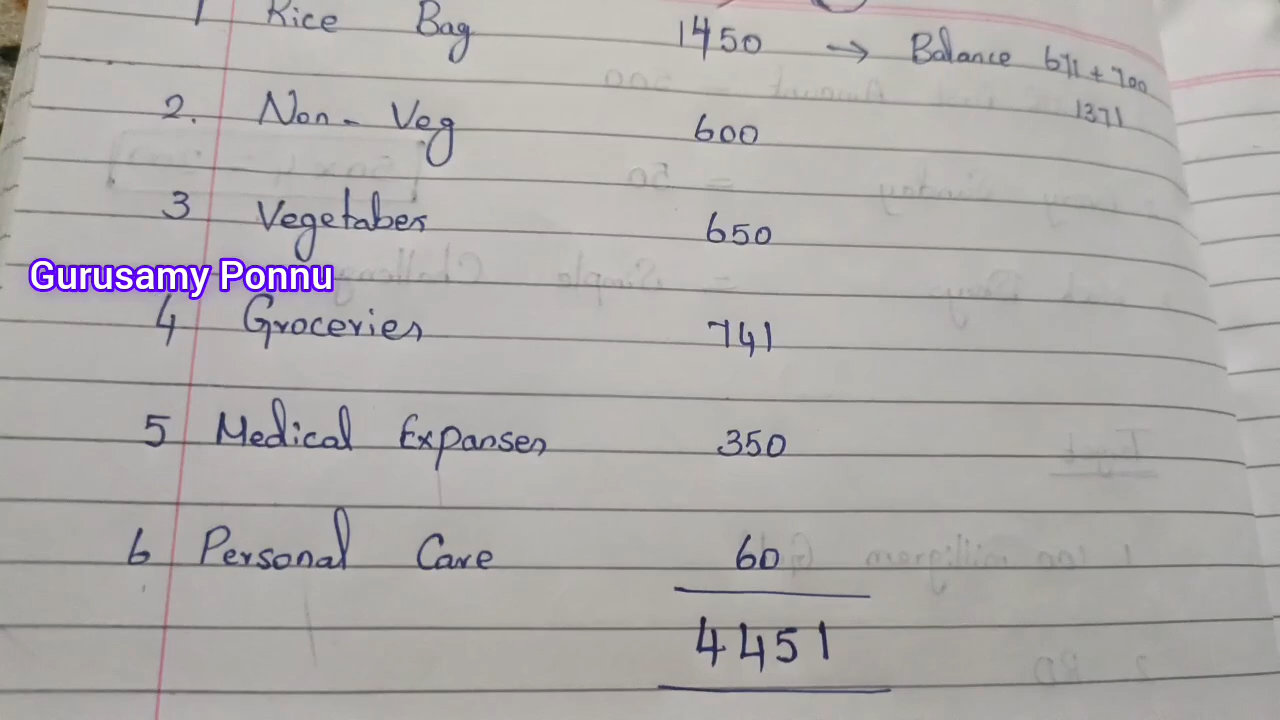 1 Rice Bag 1450 → Balance 671 + 700
1371
2. Non - Veg 600
3 Vegetabes 650
Gurusamy Ponnu
4 Groceries 741
5 Medical Expanses 350
6 Personal Care 60
4451